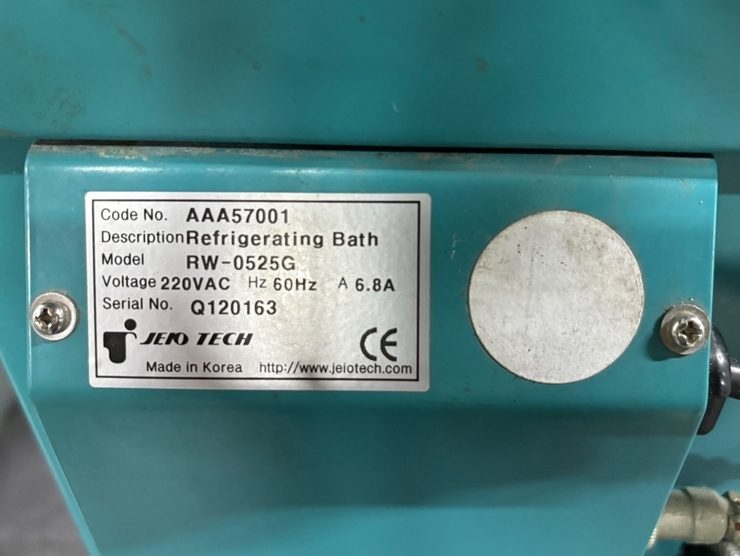 Code No. AAA57001
Description Refrigerating Bath
Model RW-0525G
Voltage 220VAC Hz 60Hz A 6.8A
Serial No. Q120163
JEIO TECH CE
Made in Korea http://www.jeiotech.com